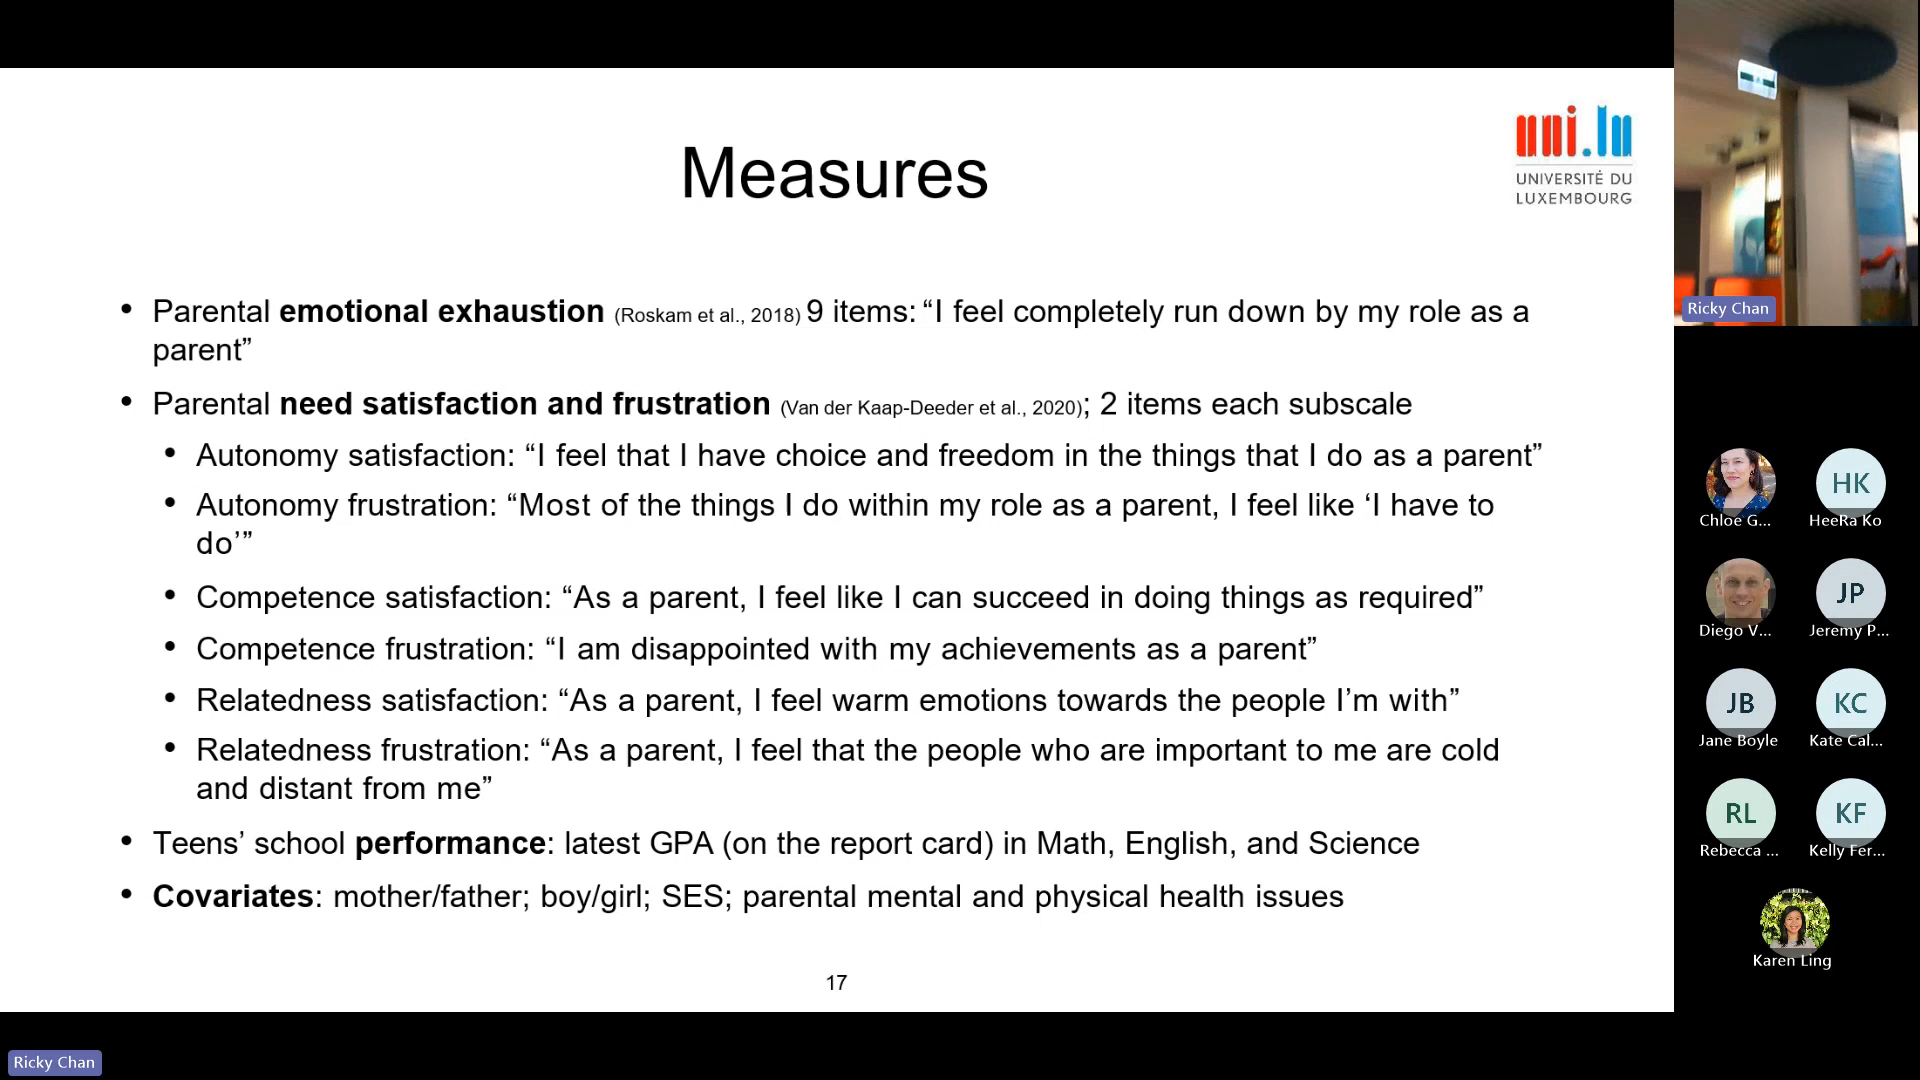 Measures
uni.lu
UNIVERSITÉ DU
LUXEMBOURG
• Parental emotional exhaustion (Roskam et al., 2018) 9 items: “I feel completely run down by my role as a
parent”
• Parental need satisfaction and frustration (Van der Kaap-Deeder et al., 2020); 2 items each subscale
• Autonomy satisfaction: “I feel that I have choice and freedom in the things that I do as a parent”
• Autonomy frustration: “Most of the things I do within my role as a parent, I feel like ‘I have to
do’”
• Competence satisfaction: “As a parent, I feel like I can succeed in doing things as required”
• Competence frustration: “I am disappointed with my achievements as a parent”
• Relatedness satisfaction: “As a parent, I feel warm emotions towards the people I’m with”
• Relatedness frustration: “As a parent, I feel that the people who are important to me are cold
and distant from me”
• Teens’ school performance: latest GPA (on the report card) in Math, English, and Science
• Covariates: mother/father; boy/girl; SES; parental mental and physical health issues
17
Ricky Chan
Ricky Chan
Chloe G...
HK
HeeRa Ko
Diego V...
JP
Jeremy P...
JB
Jane Boyle
KC
Kate Cal...
RL
Rebecca ...
KF
Kelly Fer...
Karen Ling